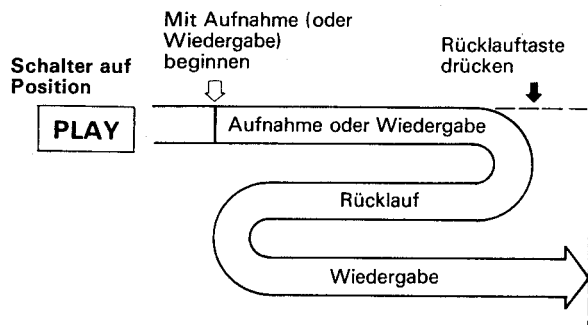 Mit Aufnahme (oder
Wiedergabe)
beginnen
Rücklauftaste
drücken
Schalter auf
Position
PLAY
Aufnahme oder Wiedergabe
Rücklauf
Wiedergabe